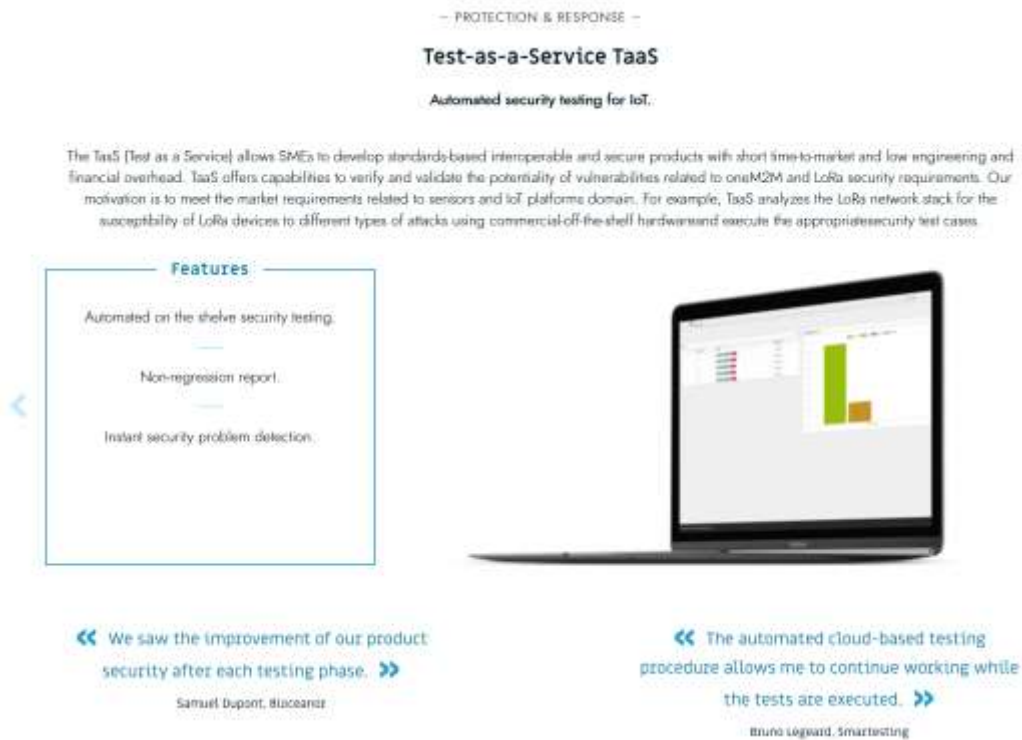 — PROTECTION & RESPONSE —
Test-as-a-Service TaaS
Automated security testing for IoT.
The TaaS (Test as a Service) allows SMEs to develop standards-based interoperable and secure products with short time-to-market and low engineering and
financial overhead. TaaS offers capabilities to verify and validate the potentiality of vulnerabilities related to oneM2M and LoRa security requirements. Our
motivation is to meet the market requirements related to sensors and IoT platforms domain. For example, TaaS analyzes the LoRa network stack for the
susceptibility of LoRa devices to different types of attacks using commercial-off-the-shelf hardwareand execute the appropriatesecurity test cases.
Features
Automated on the shelve security testing.
Non-regression report.
Instant security problem detection.
« We saw the improvement of our product
security after each testing phase. »
Samuel Dupont,
« The automated cloud-based testing
procedure allows me to continue working while
the tests are executed. »
Bruno Legeard, Smartesting